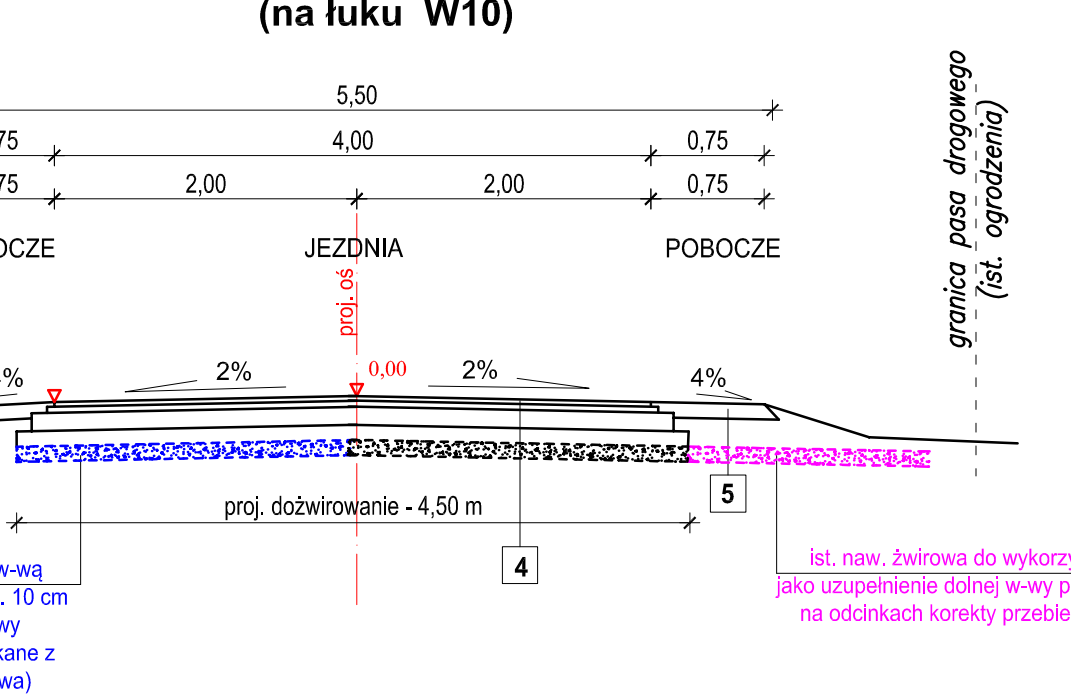 (na łuku W10)
5,50
75 4,00 0,75
75 2,00 2,00 0,75
OCZE JEZDNIA POBOCZE
proj. oś
granica pasa drogowego
(ist. ogrodzenia)
% 2% 0,00 2% 4%
5
proj. dożwirowanie - 4,50 m
4
w-wą
. 10 cm
wy
kane z
wa)
ist. naw. żwirowa do wykorzy
jako uzupełnienie dolnej w-wy p
na odcinkach korekty przebie